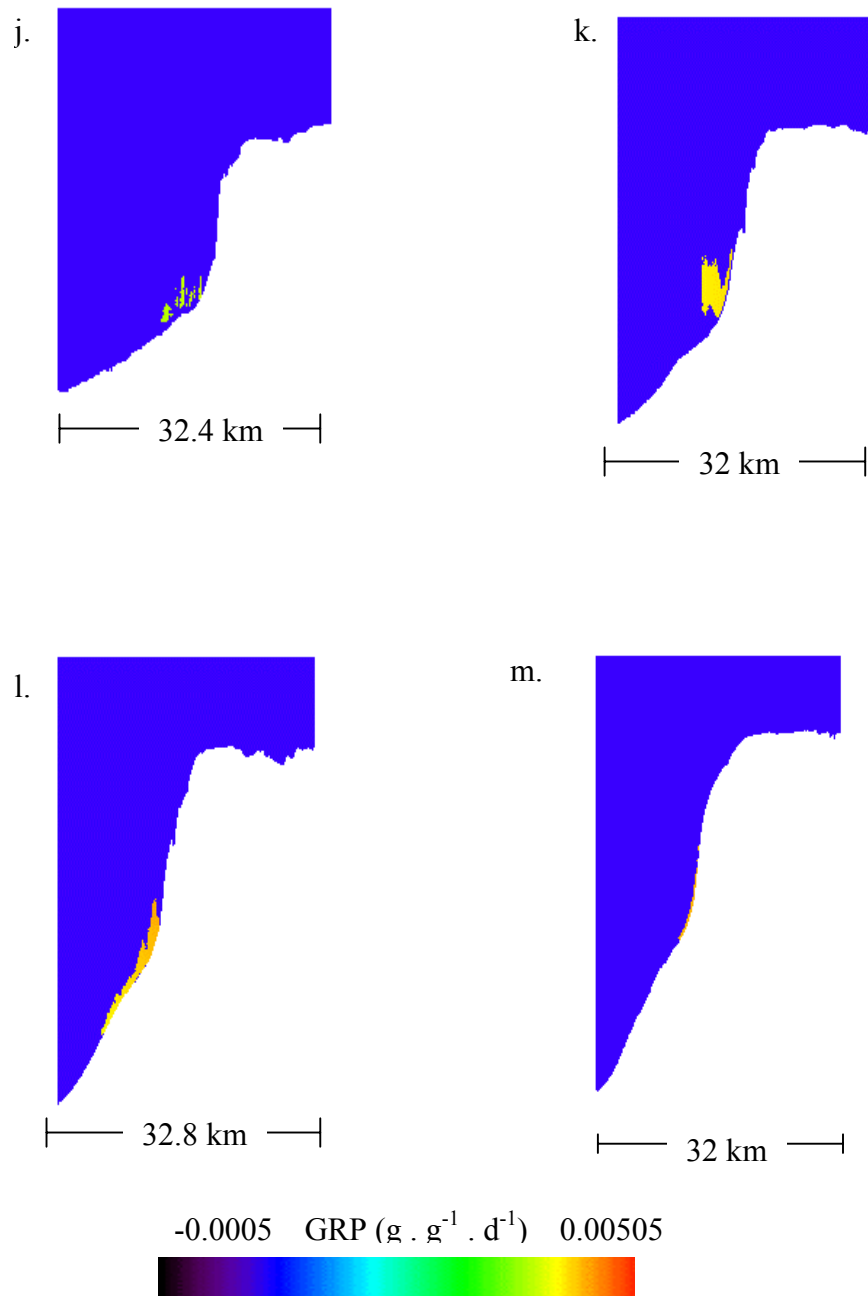 j.
k.
32.4 km
32 km
l.
m.
32.8 km
32 km
-0.0005 GRP (g . g⁻¹ . d⁻¹) 0.00505